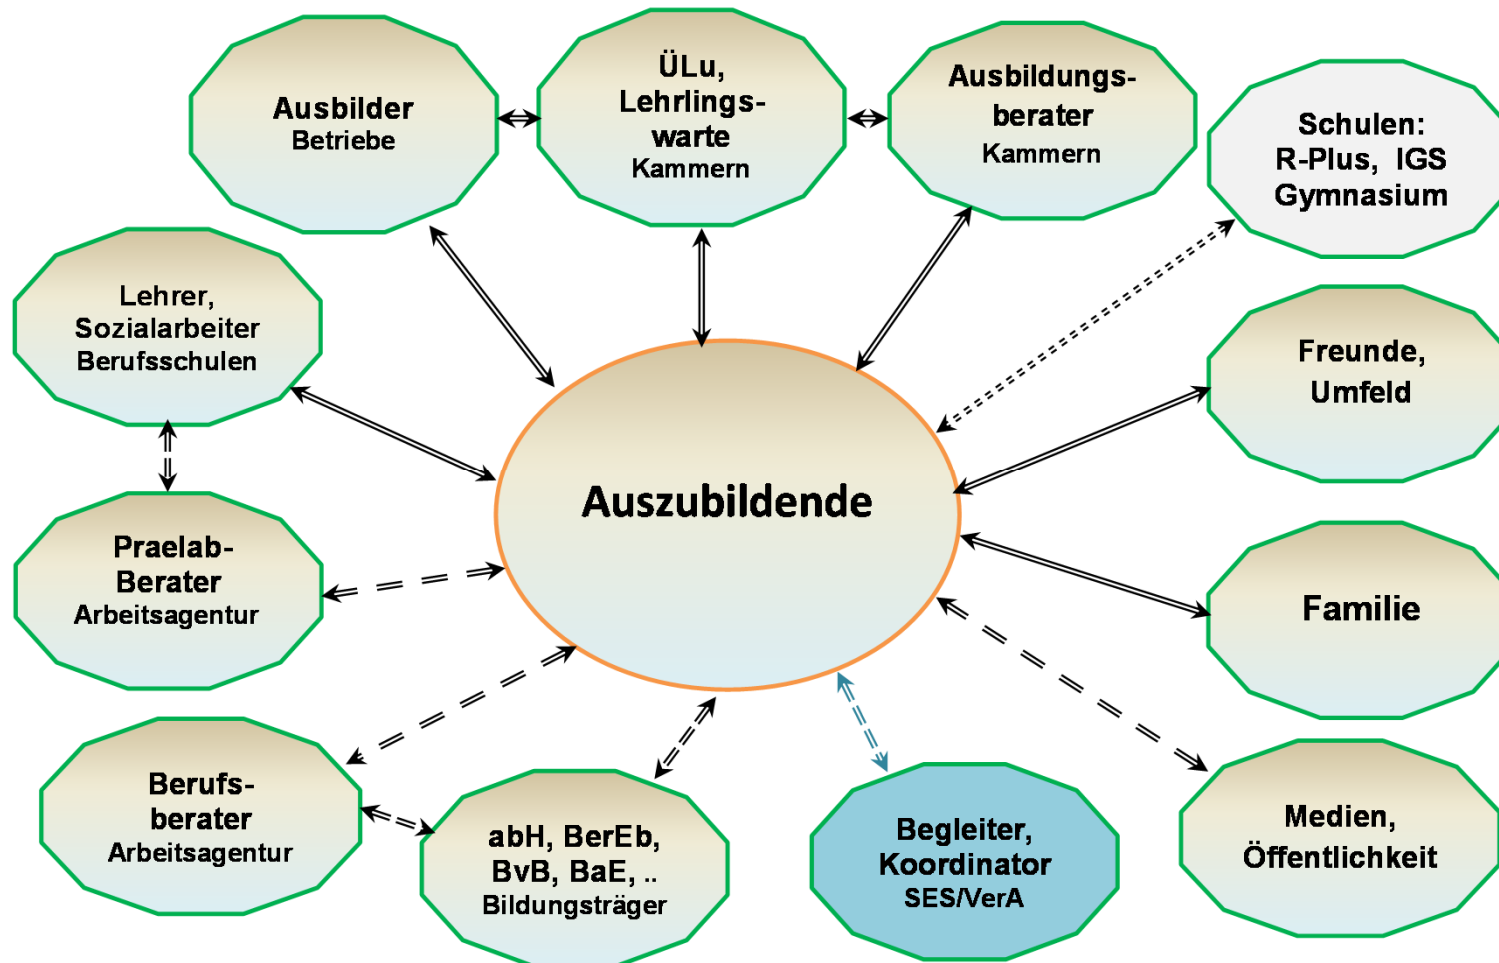 Ausbilder
Betriebe
ÜLu,
Lehrlings-
warte
Kammern
Ausbildungs-
berater
Kammern
Schulen:
R-Plus, IGS
Gymnasium
Lehrer,
Sozialarbeiter
Berufsschulen
Freunde,
Umfeld
Auszubildende
Praelab-
Berater
Arbeitsagentur
Familie
Berufs-
berater
Arbeitsagentur
abH, BerEb,
BvB, BaE, ..
Bildungsträger
Begleiter,
Koordinator
SES/VerA
Medien,
Öffentlichkeit